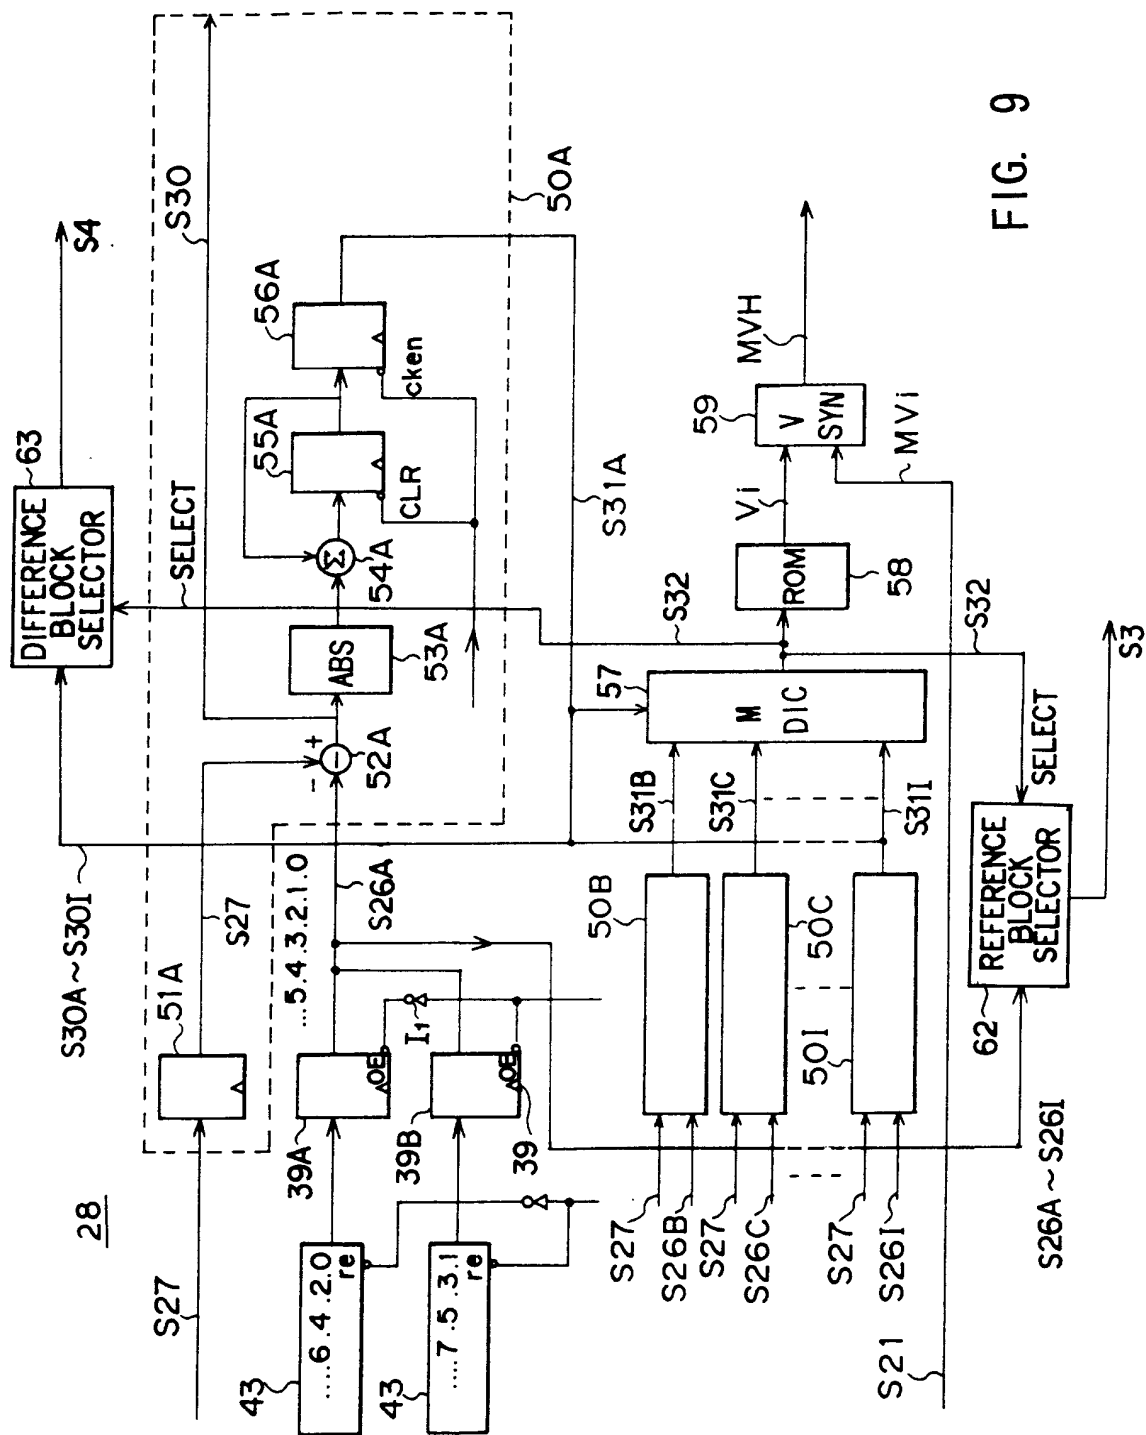 28
S27
51A
S27
S30A~S30I
DIFFERENCE
BLOCK
SELECTOR
63
S4
SELECT
S30
50A
43
....6.4.2.0
re
39A
OE
...5.4.3.2.1.0
S26A
-
+
-
52A
ABS
53A
Σ
54A
55A
CLR
56A
cken
43
....7.5.3.1
re
39B
OE
39
I1
S31A
S27
S26B
50B
S31B
S27
S26C
50C
S31C
S27
S26I
50I
S31I
57
M
DIC
S32
ROM
58
Vi
59
V
SYN
MVH
MVi
S21
S32
SELECT
62
REFERENCE
BLOCK
SELECTOR
S26A~S26I
S3
FIG. 9